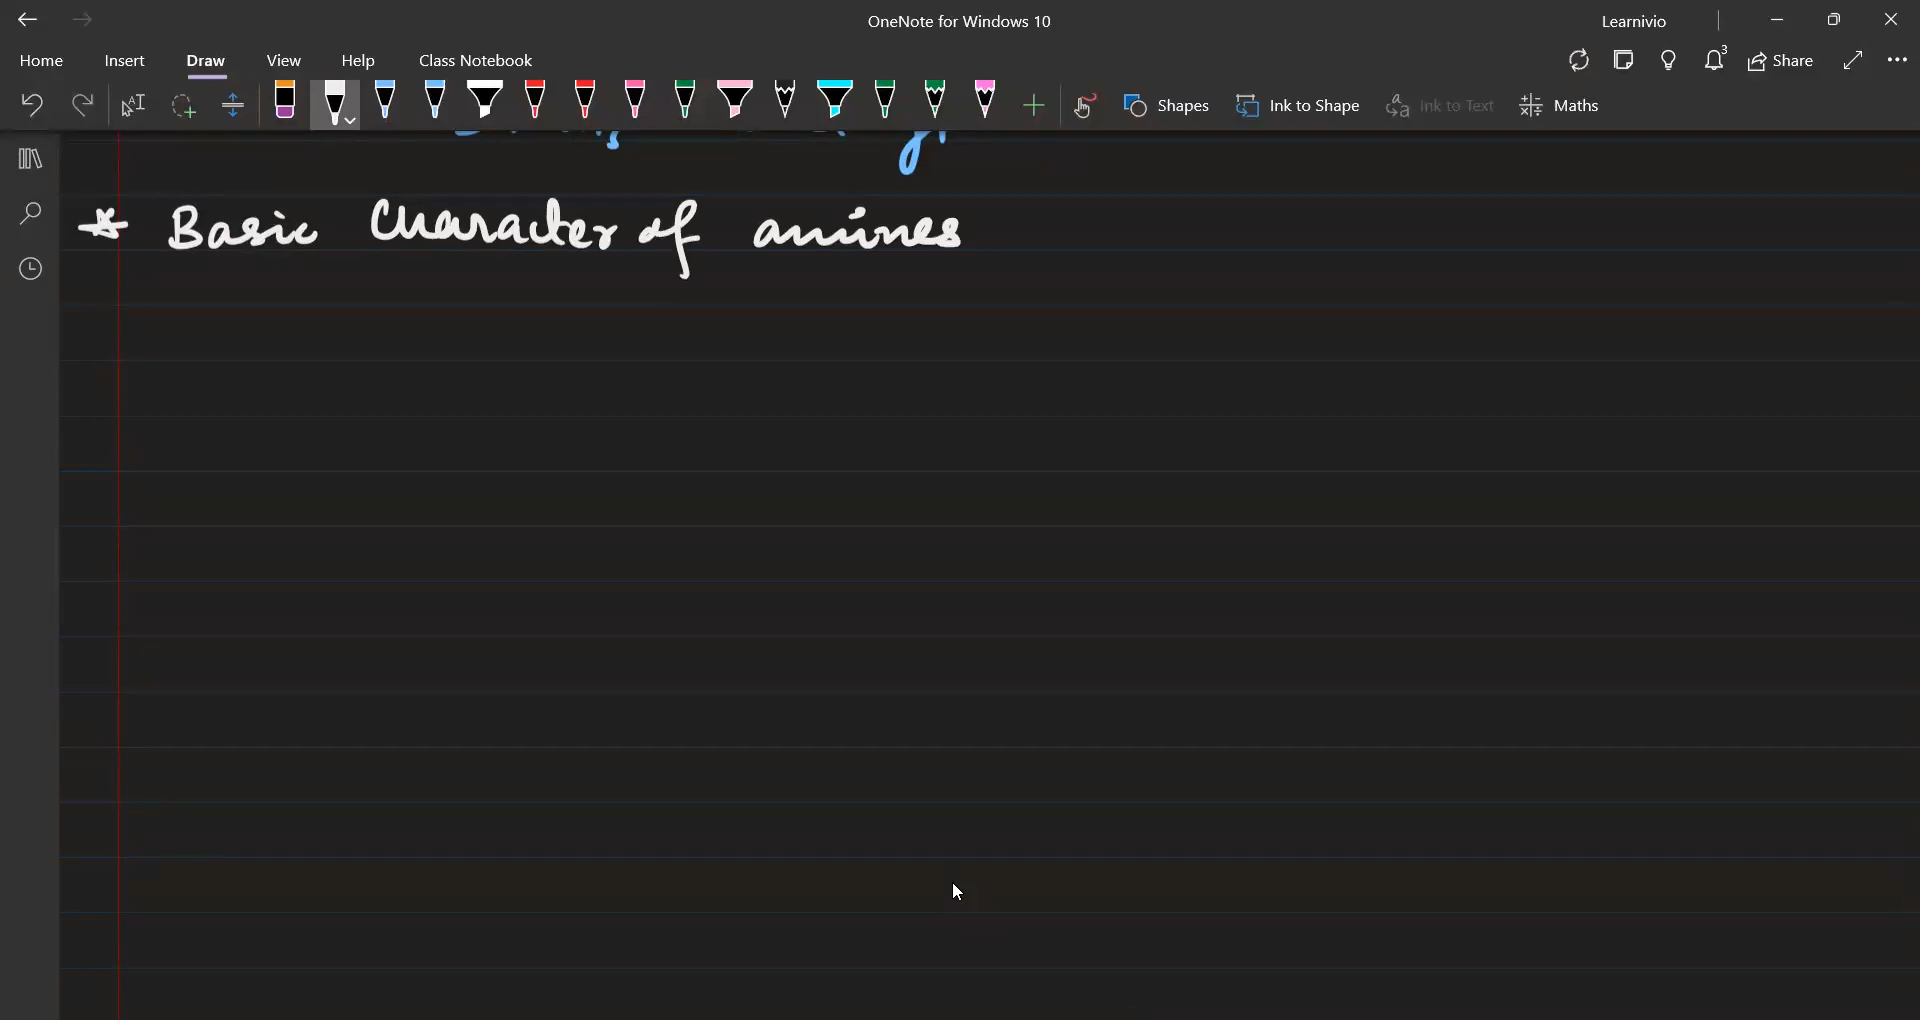 OneNote for Windows 10
Learnivio
Home Insert Draw View Help Class Notebook
3
Share
Shapes Ink to Shape Ink to Text Maths
* Basic Character of amines